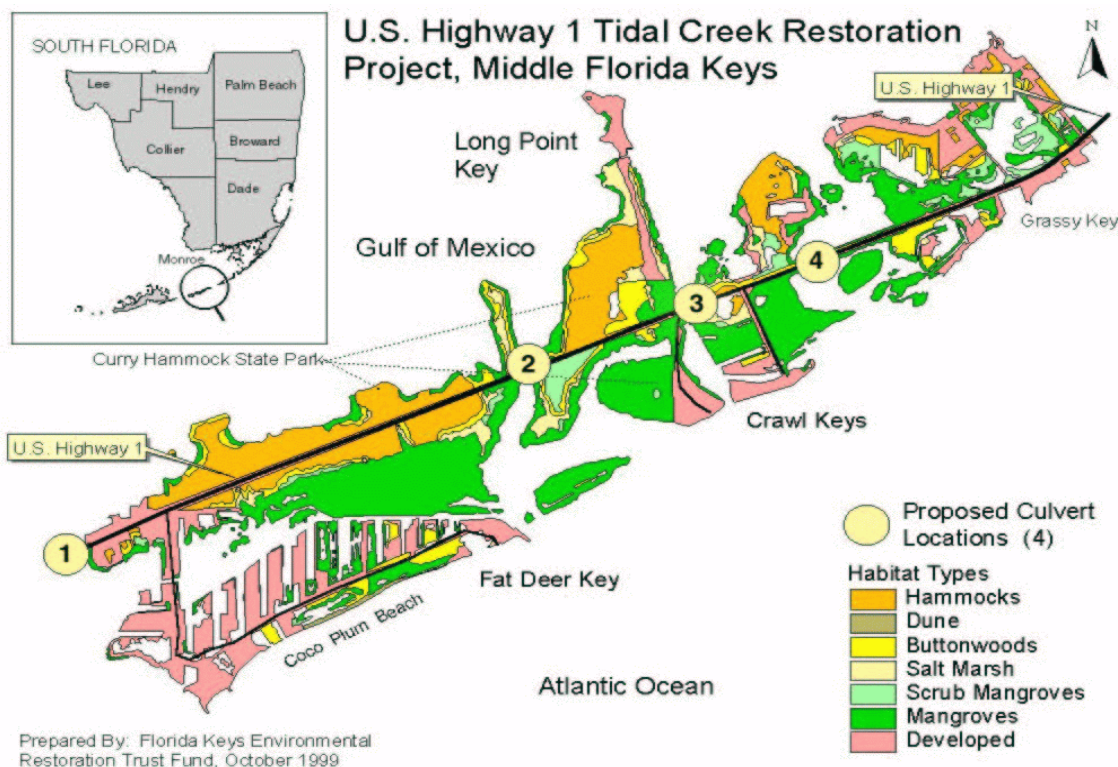 U.S. Highway 1 Tidal Creek Restoration
Project, Middle Florida Keys
SOUTH FLORIDA
Lee
Hendry
Palm Beach
Collier
Broward
Dade
Monroe
N
U.S. Highway 1
Long Point
Key
Gulf of Mexico
Grassy Key
4
3
2
Curry Hammock State Park
Crawl Keys
U.S. Highway 1
1
Fat Deer Key
Coco Plum Beach
Atlantic Ocean
Proposed Culvert
Locations (4)
Habitat Types
Hammocks
Dune
Buttonwoods
Salt Marsh
Scrub Mangroves
Mangroves
Developed
Prepared By: Florida Keys Environmental
Restoration Trust Fund, October 1999